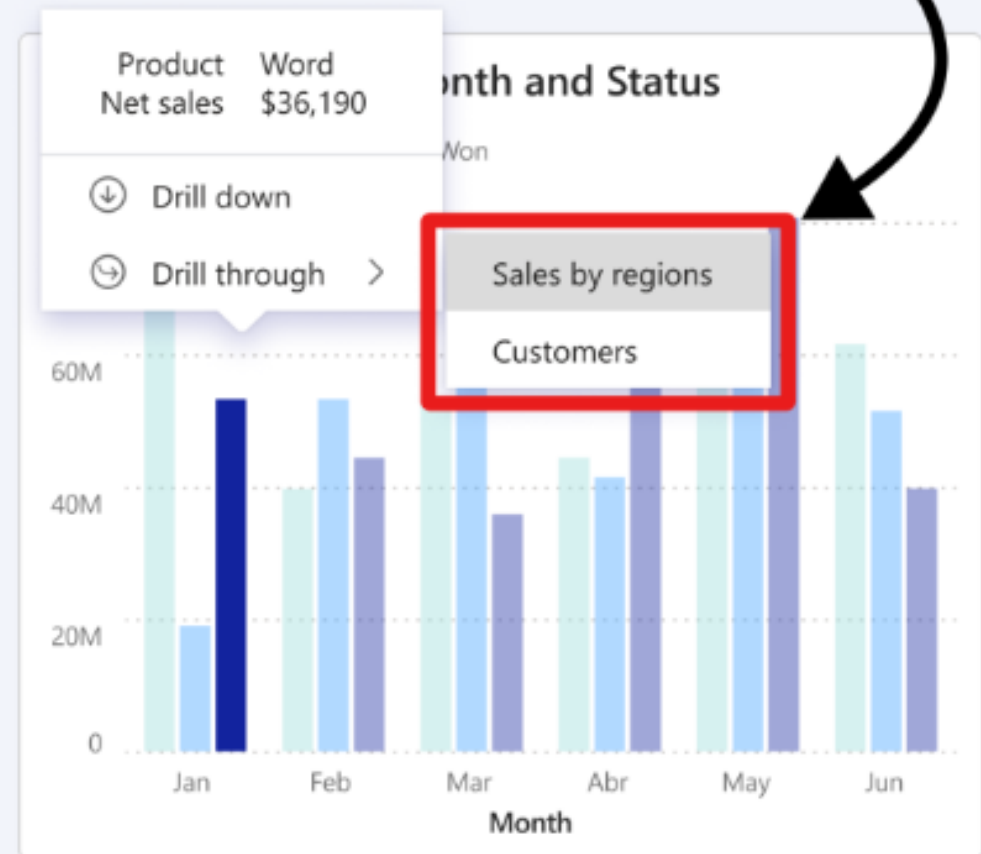 Product Word
Net sales $36,190
onth and Status
Won
Drill down
Drill through
Sales by regions
Customers
60M
40M
20M
0
Jan Feb Mar Abr May Jun
Month